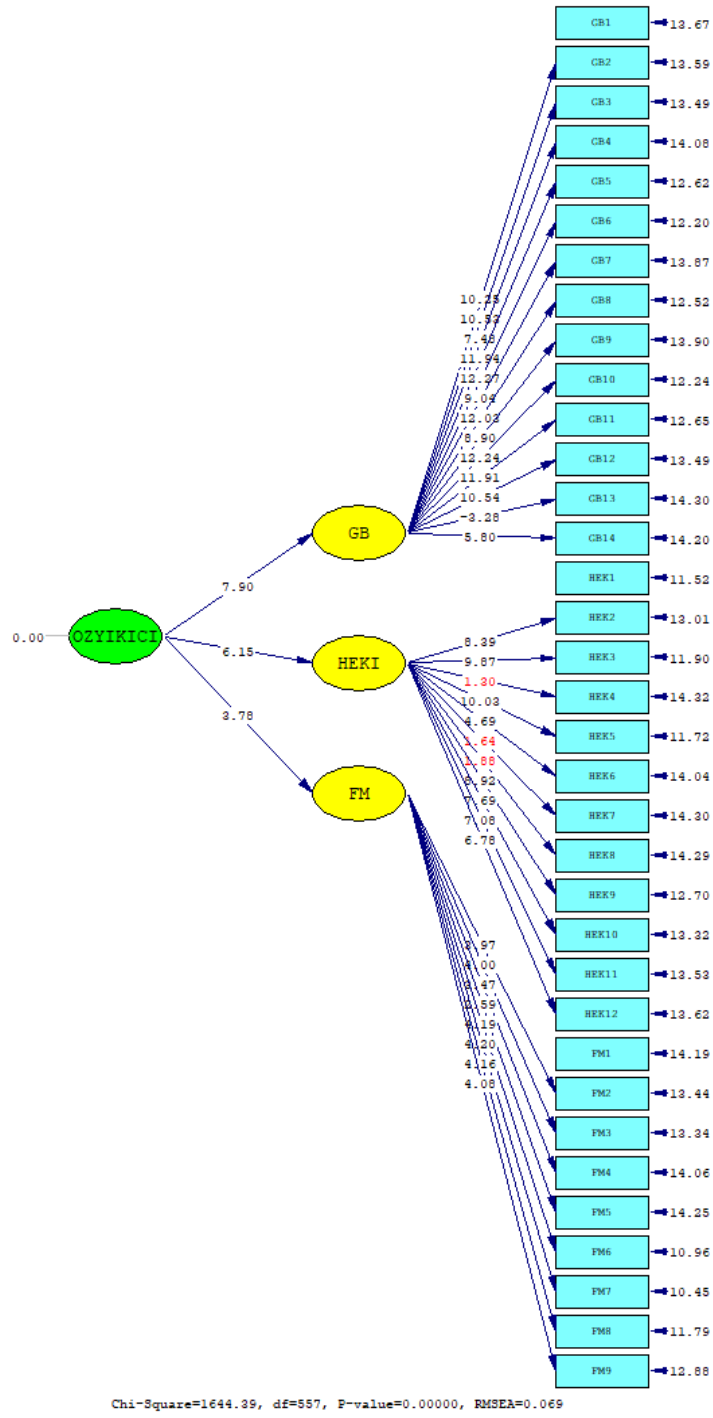 GB1 13.67
GB2 13.59
GB3 13.49
GB4 14.08
GB5 12.62
GB6 12.20
GB7 13.87
GB8 12.52
GB9 13.90
GB10 12.24
GB11 12.65
GB12 13.49
GB13 14.30
GB14 14.20
HEK1 11.52
HEK2 13.01
HEK3 11.90
HEK4 14.32
HEK5 11.72
HEK6 14.04
HEK7 14.30
HEK8 14.29
HEK9 12.70
HEK10 13.32
HEK11 13.53
HEK12 13.62
FM1 14.19
FM2 13.44
FM3 13.34
FM4 14.06
FM5 14.25
FM6 10.96
FM7 10.45
FM8 11.79
FM9 12.88
10.25
10.53
7.48
11.94
12.27
9.04
12.03
8.90
12.24
11.91
10.54
-3.28
5.80
GB
7.90
0.00 OZYIKICI
6.15
HEKI
8.39
9.87
1.30
10.03
4.69
1.64
1.88
8.92
7.69
7.08
6.78
3.78
FM
3.97
4.00
3.47
4.19
4.20
4.16
4.08
Chi-Square=1644.39, df=557, P-value=0.00000, RMSEA=0.069